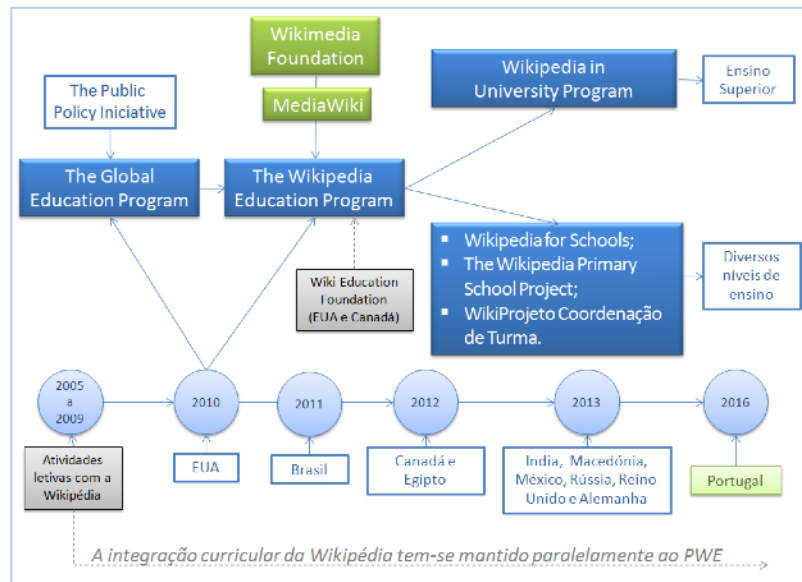 Wikimedia
Foundation
MediaWiki
The Public
Policy Initiative
Wikipedia in
University Program
Ensino
Superior
The Global
Education Program
The Wikipedia
Education Program
Wiki Education
Foundation
(EUA e Canadá)
▪ Wikipedia for Schools;
▪ The Wikipedia Primary
School Project;
▪ WikiProjeto Coordenação
de Turma.
Diversos
níveis de
ensino
2005
a
2009
2010
2011
2012
2013
2016
Atividades
letivas com a
Wikipédia
EUA
Brasil
Canadá e
Egipto
India, Macedónia,
México, Rússia, Reino
Unido e Alemanha
Portugal
A integração curricular da Wikipédia tem-se mantido paralelamente ao PWE